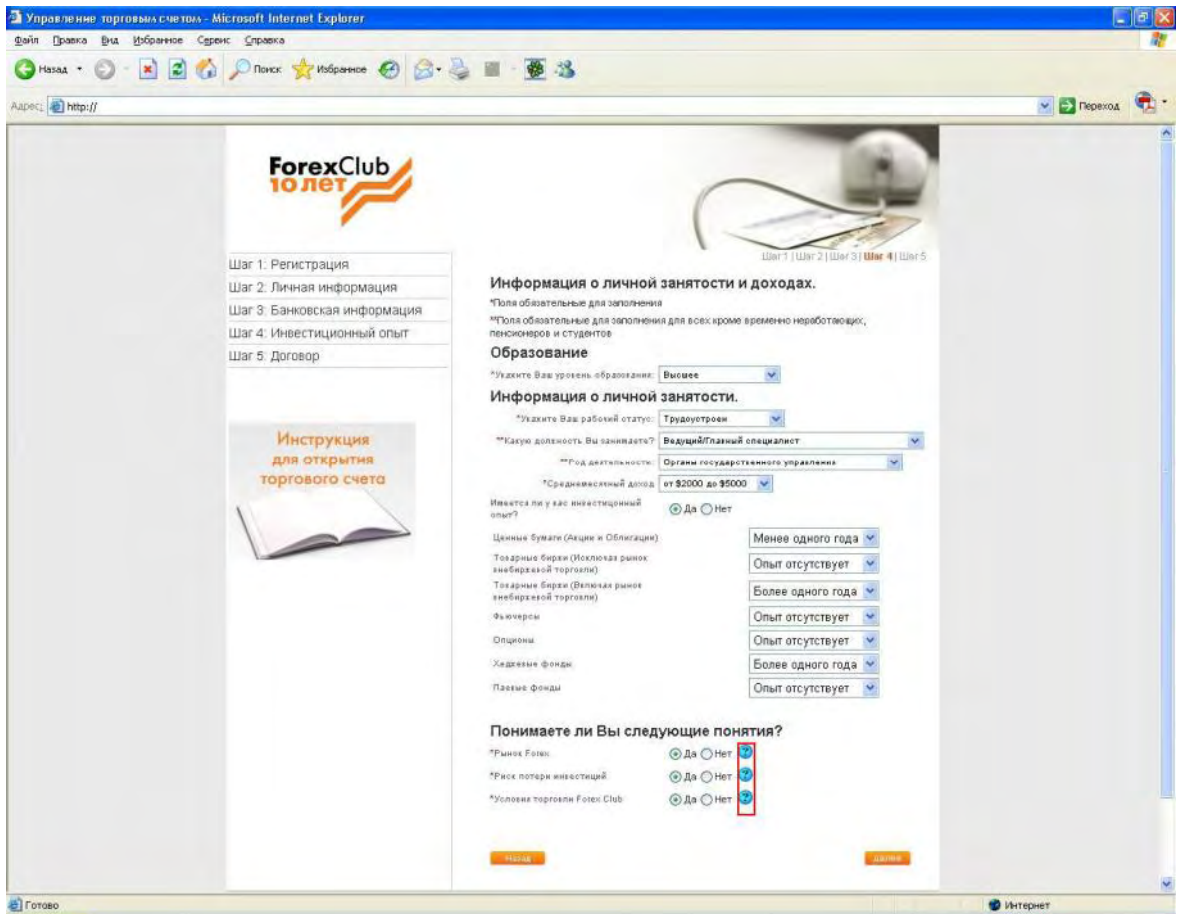 Управление торговым счетом - Microsoft Internet Explorer
Файл Правка Вид Избранное Сервис Справка
Назад Поиск Избранное
Адрес: http:// Переход
ForexClub
10 лет
Шаг 1 | Шаг 2 | Шаг 3 | Шаг 4 | Шаг 5
Шаг 1: Регистрация
Шаг 2: Личная информация
Шаг 3: Банковская информация
Шаг 4: Инвестиционный опыт
Шаг 5: Договор
Инструкция
для открытия
торгового счета
Информация о личной занятости и доходах.
*Поля обязательные для заполнения
**Поля обязательные для заполнения для всех кроме временно неработающих,
пенсионеров и студентов
Образование
*Укажите Ваш уровень образования: Высшее
Информация о личной занятости.
*Укажите Ваш рабочий статус: Трудоустроен
**Какую должность Вы занимаете? Ведущий/Главный специалист
**Род деятельности: Органы государственного управления
*Среднемесячный доход от $2000 до $5000
Имеется ли у вас инвестиционный
опыт? Да Нет
Ценные бумаги (Акции и Облигации) Менее одного года
Товарные биржи (Исключая рынок
внебиржевой торговли) Опыт отсутствует
Товарные биржи (Включая рынок
внебиржевой торговли) Более одного года
Фьючерсы Опыт отсутствует
Опционы Опыт отсутствует
Хеджевые фонды Более одного года
Паевые фонды Опыт отсутствует
Понимаете ли Вы следующие понятия?
*Рынок Forex Да Нет ?
*Риск потери инвестиций Да Нет ?
*Условия торговли Forex Club Да Нет ?
Назад Далее
Готово Интернет